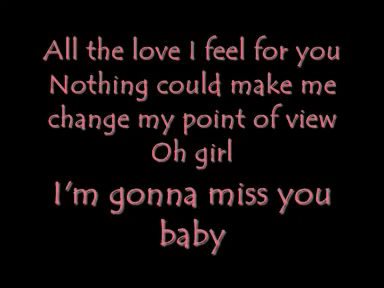 All the love I feel for you
Nothing could make me
change my point of view
Oh girl
I'm gonna miss you
baby